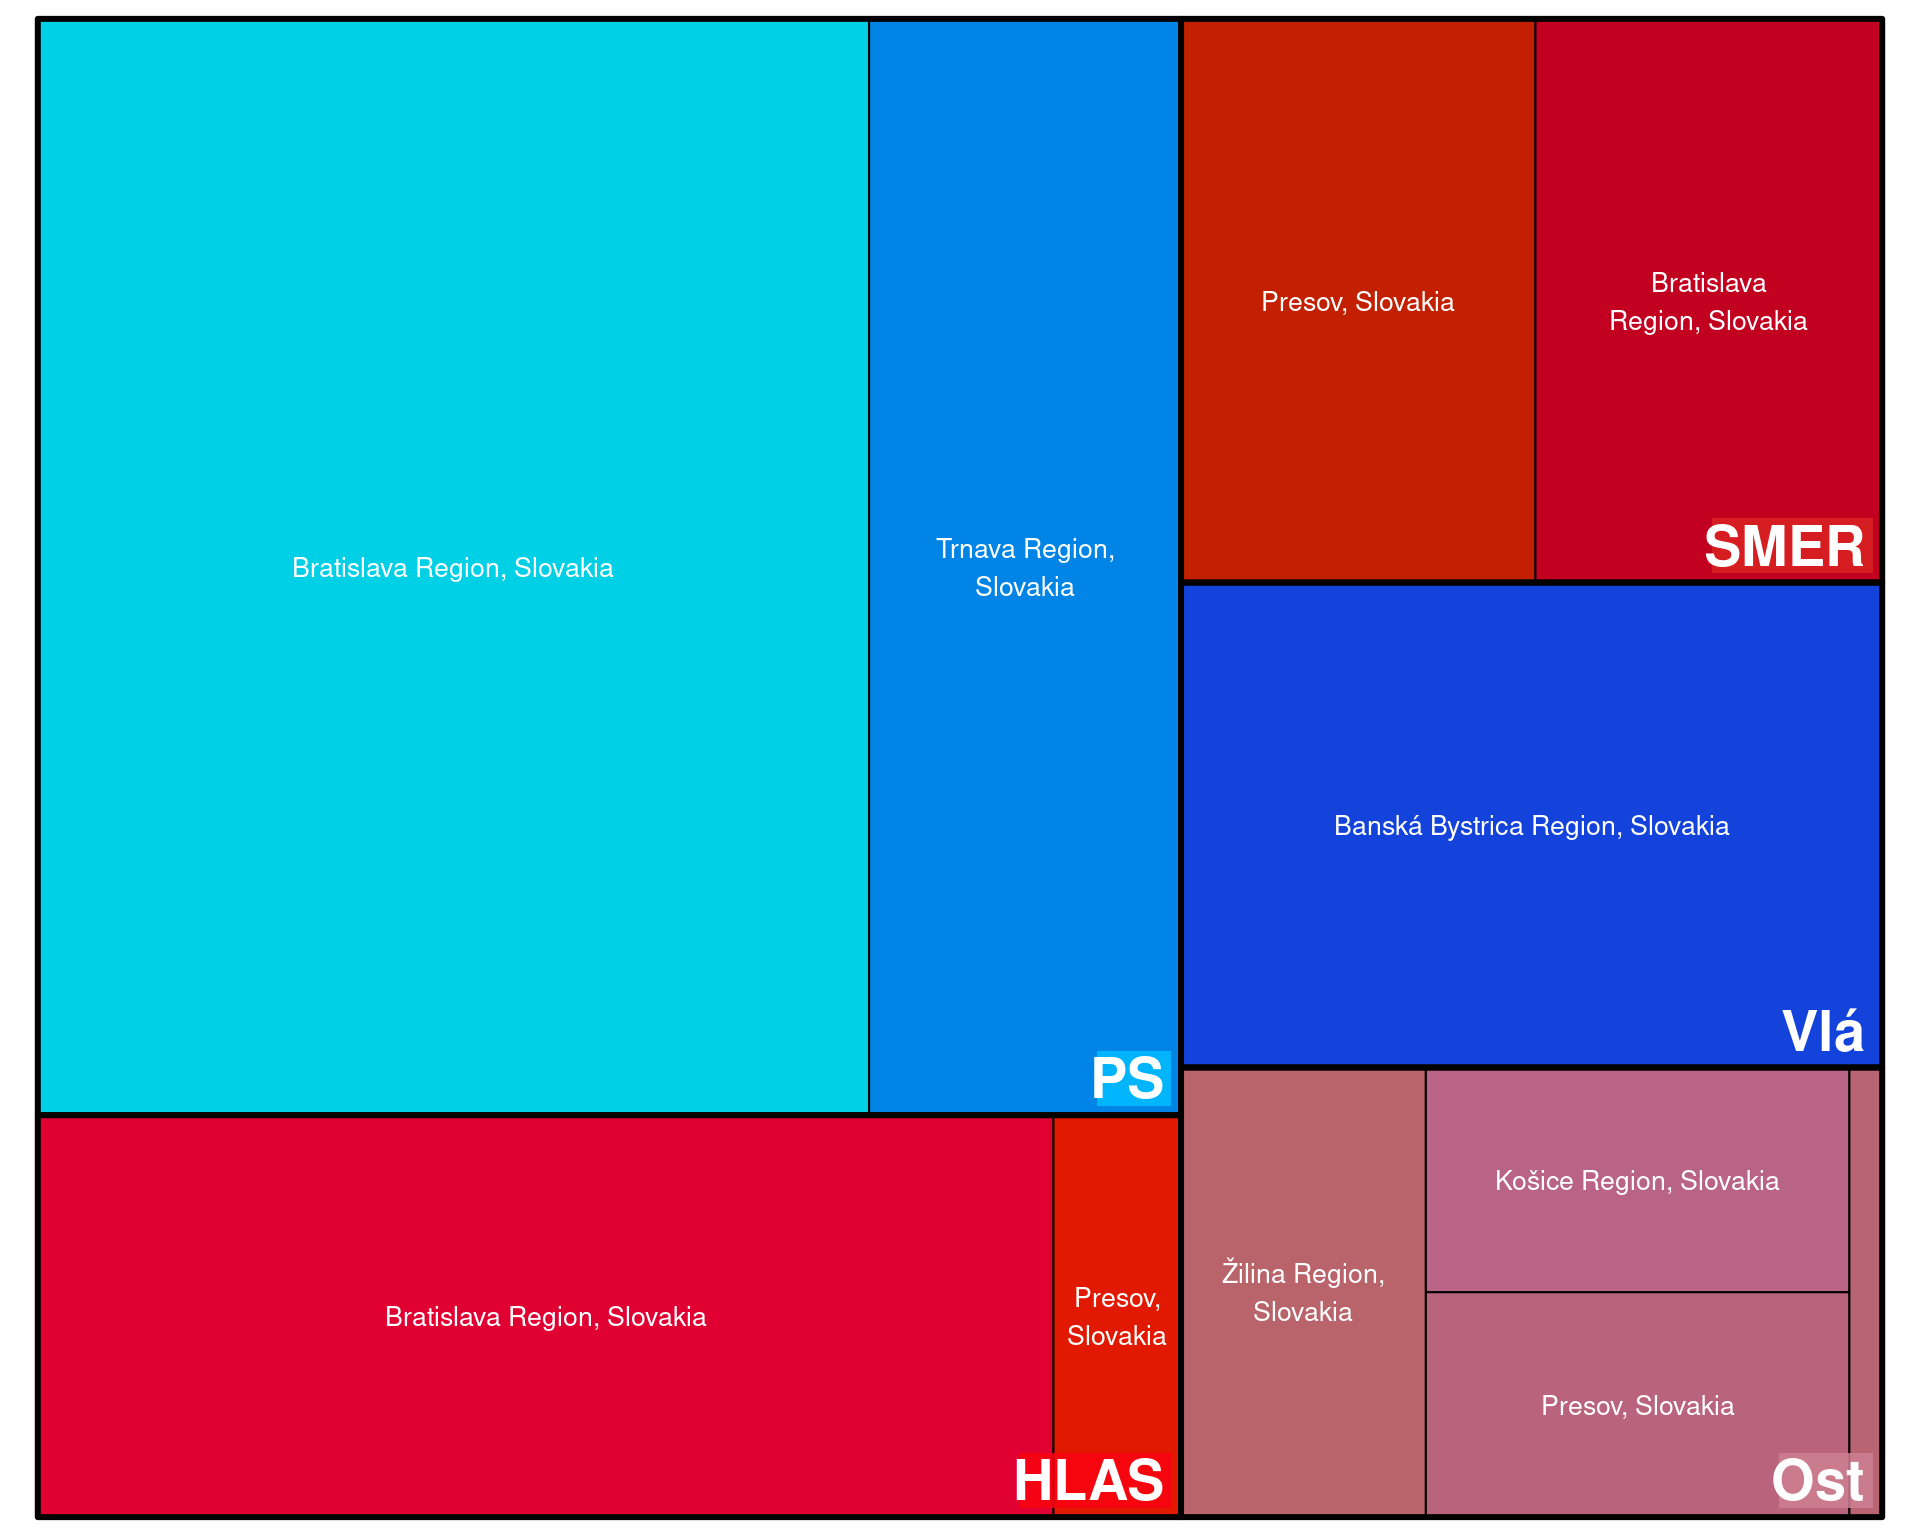 Bratislava Region, Slovakia
Trnava Region,
Slovakia
PS
Presov, Slovakia
Bratislava
Region, Slovakia
SMER
Banská Bystrica Region, Slovakia
Vlá
Bratislava Region, Slovakia
Presov,
Slovakia
HLAS
Žilina Region,
Slovakia
Košice Region, Slovakia
Presov, Slovakia
Ost